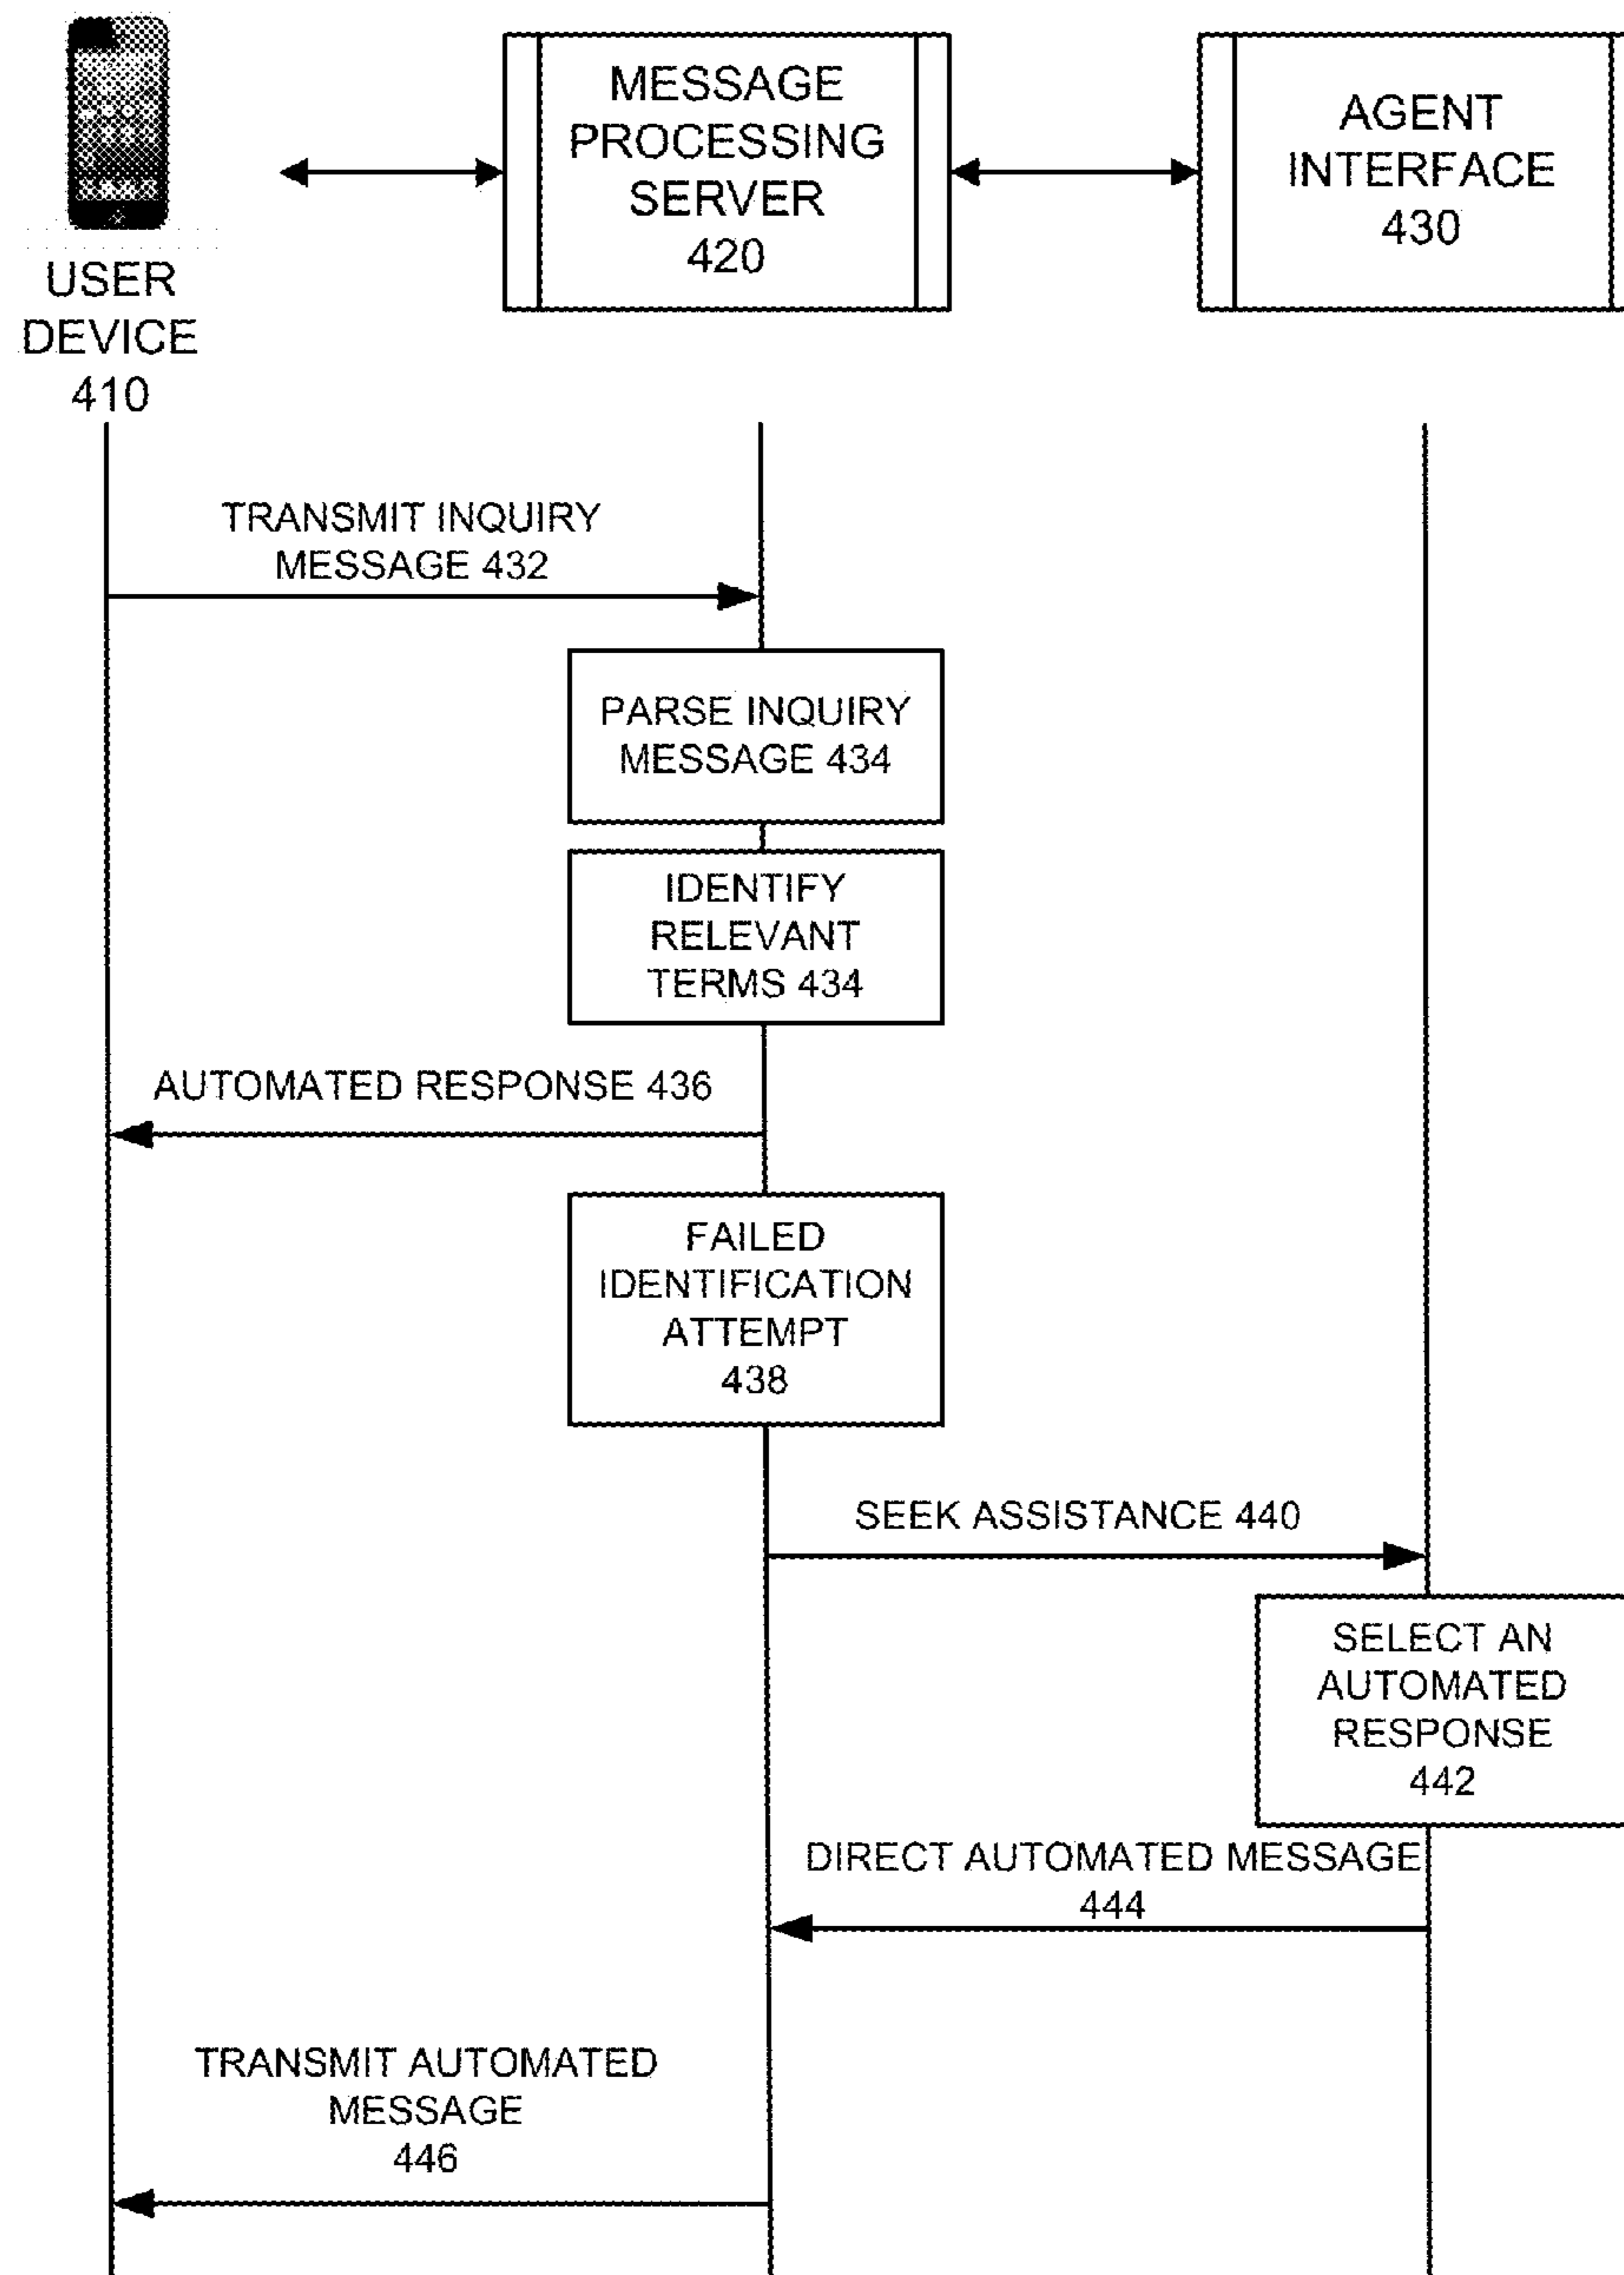 USER
DEVICE
410
MESSAGE
PROCESSING
SERVER
420
AGENT
INTERFACE
430
TRANSMIT INQUIRY
MESSAGE 432
PARSE INQUIRY
MESSAGE 434
IDENTIFY
RELEVANT
TERMS 434
AUTOMATED RESPONSE 436
FAILED
IDENTIFICATION
ATTEMPT
438
SEEK ASSISTANCE 440
SELECT AN
AUTOMATED
RESPONSE
442
DIRECT AUTOMATED MESSAGE
444
TRANSMIT AUTOMATED
MESSAGE
446